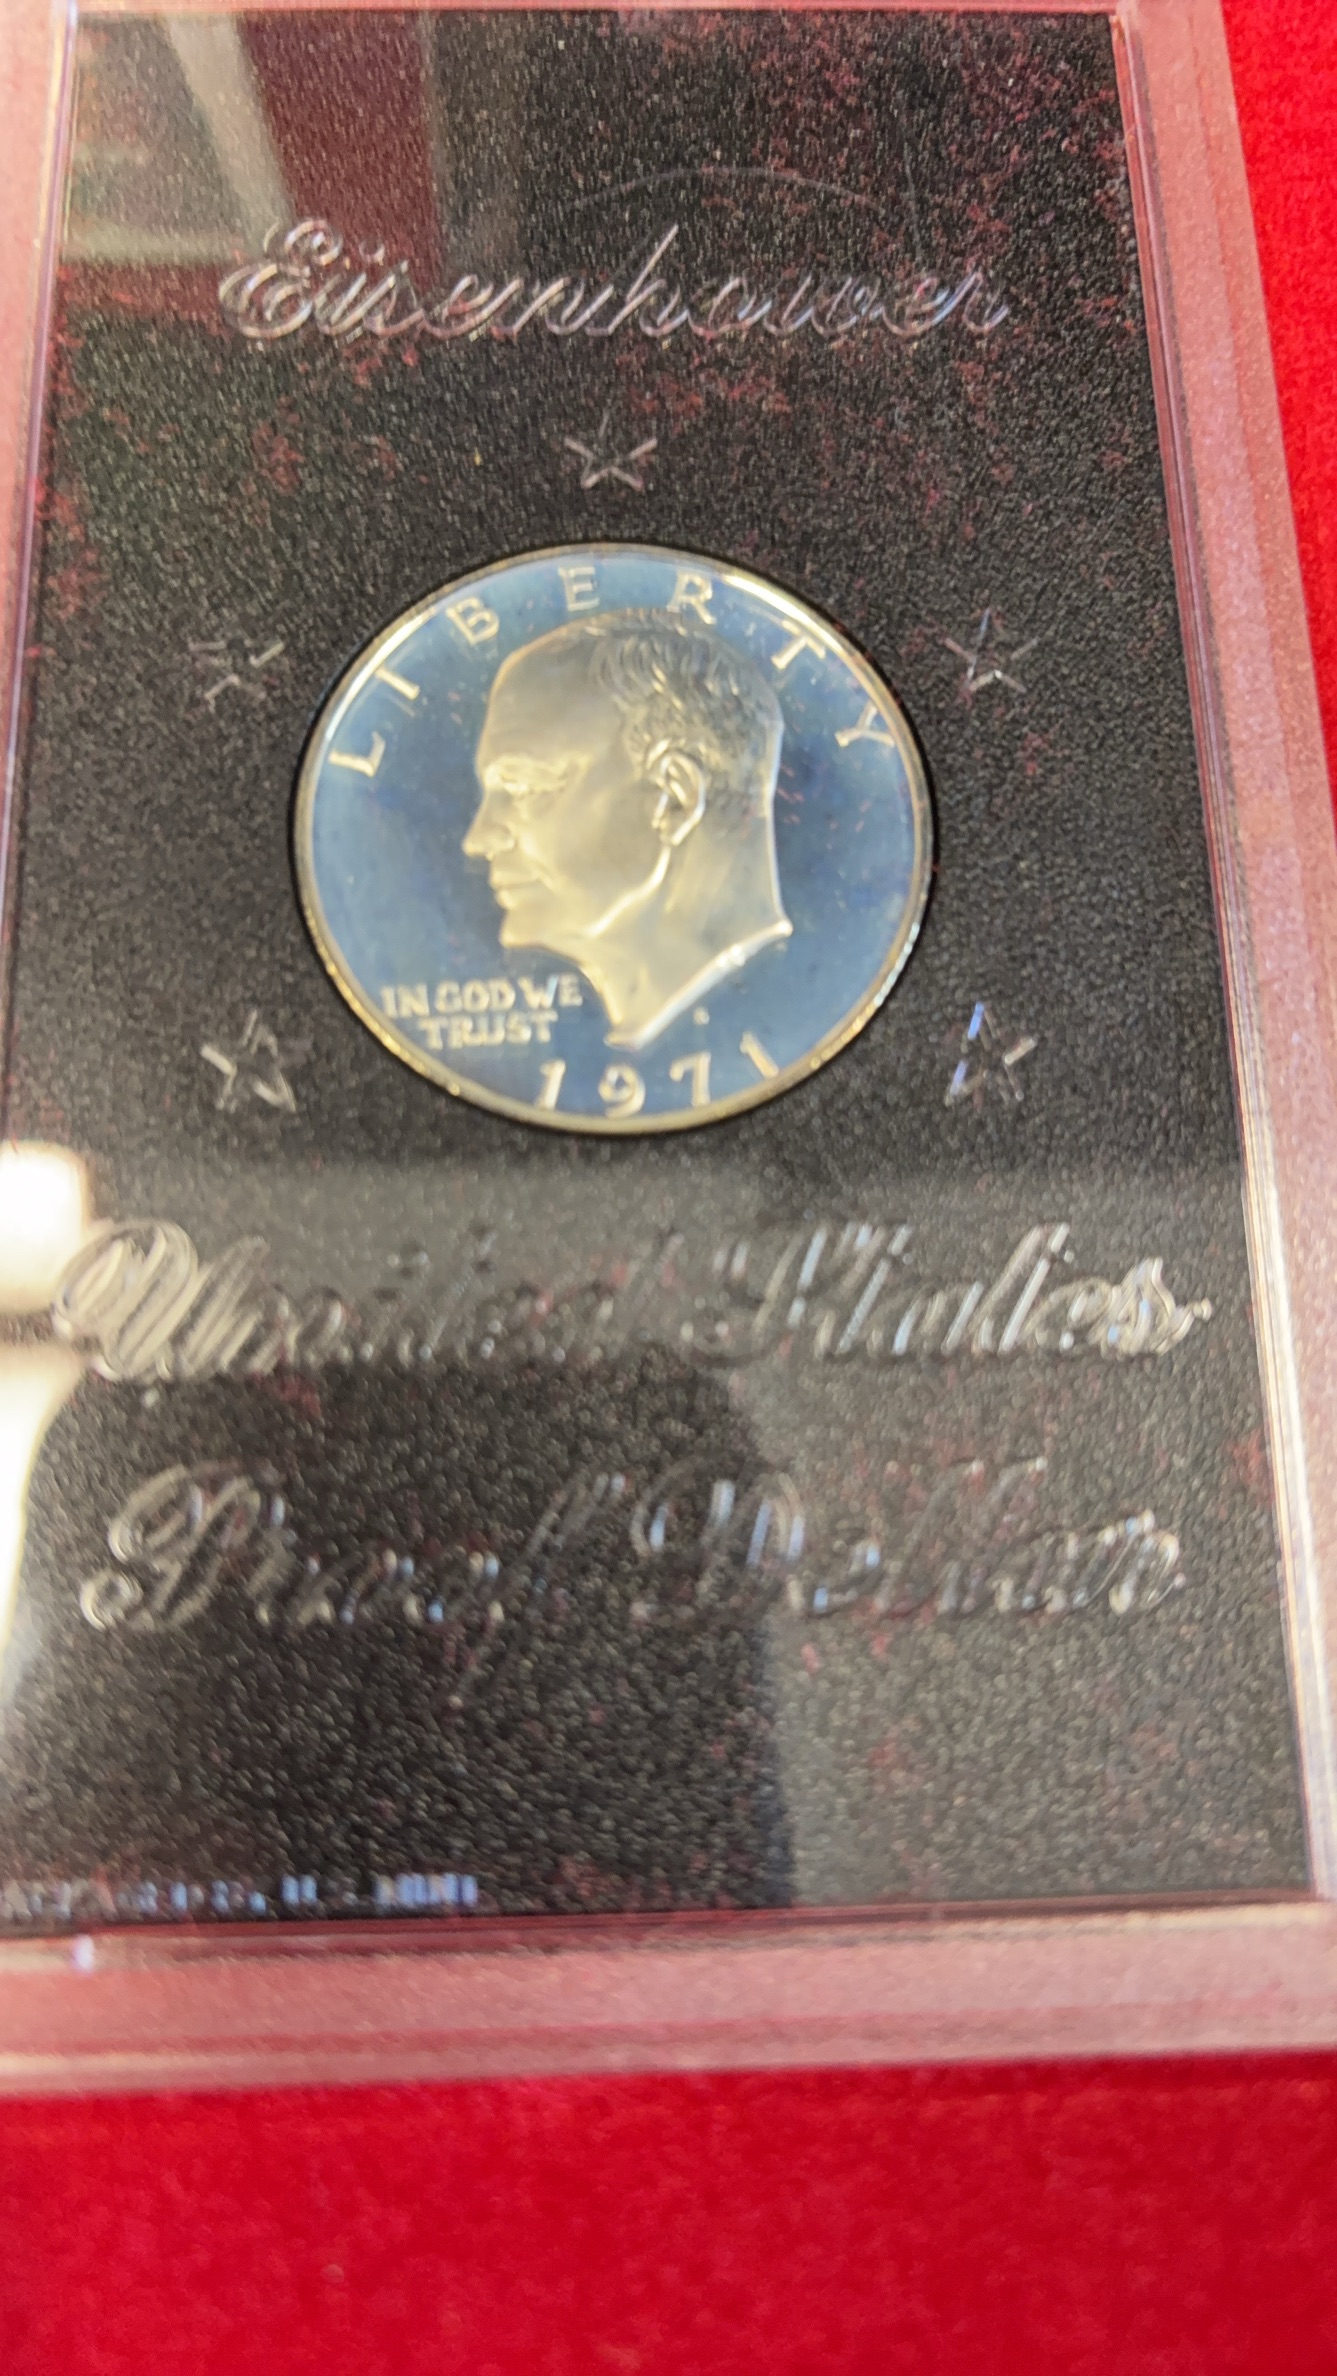 Eisenhower
LIBERTY
IN GOD WE
TRUST
1971
United States
Proof Dollar